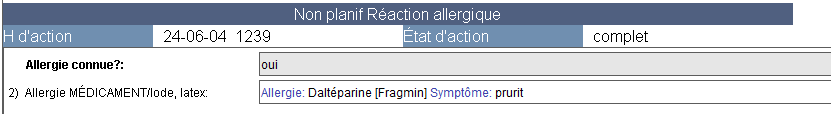 Non planif Réaction allergique
H d'action 24-06-04 1239 État d'action complet
Allergie connue?: oui
2) Allergie MÉDICAMENT/Iode, latex: Allergie: Daltéparine [Fragmin] Symptôme: prurit